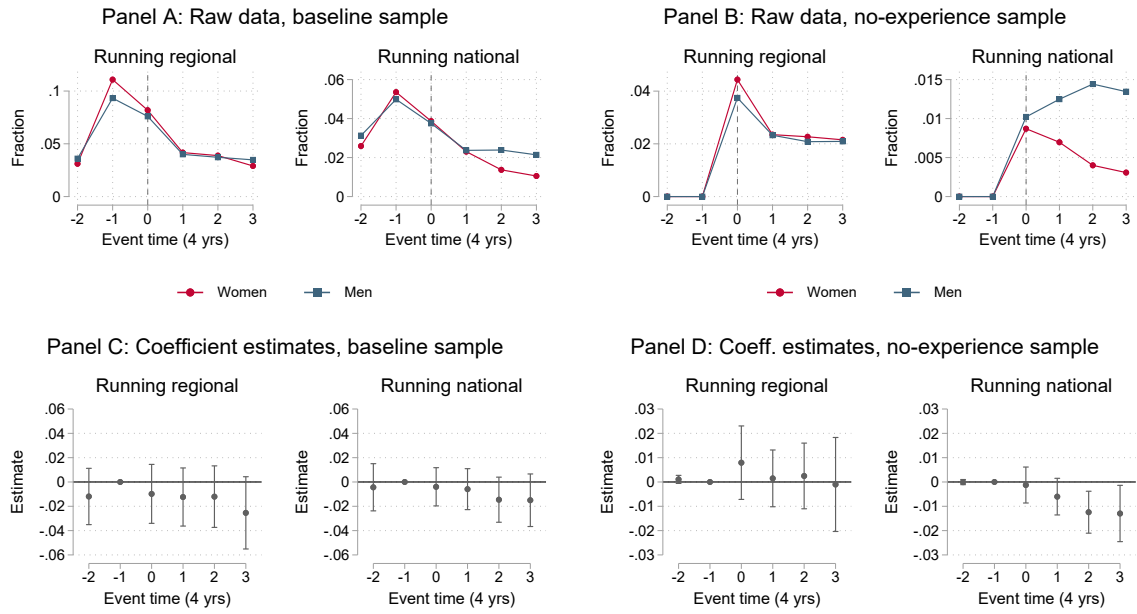 Panel A: Raw data, baseline sample
Running regional
Fraction
.1
.05
0
-2 -1 0 1 2 3
Event time (4 yrs)
Running national
Fraction
.06
.04
.02
0
-2 -1 0 1 2 3
Event time (4 yrs)
Women Men
Panel B: Raw data, no-experience sample
Running regional
Fraction
.04
.02
0
-2 -1 0 1 2 3
Event time (4 yrs)
Running national
Fraction
.015
.01
.005
0
-2 -1 0 1 2 3
Event time (4 yrs)
Women Men
Panel C: Coefficient estimates, baseline sample
Running regional
Estimate
.06
.04
.02
0
-.02
-.04
-.06
-2 -1 0 1 2 3
Event time (4 yrs)
Running national
Estimate
.06
.04
.02
0
-.02
-.04
-.06
-2 -1 0 1 2 3
Event time (4 yrs)
Panel D: Coeff. estimates, no-experience sample
Running regional
Estimate
.03
.02
.01
0
-.01
-.02
-.03
-2 -1 0 1 2 3
Event time (4 yrs)
Running national
Estimate
.03
.02
.01
0
-.01
-.02
-.03
-2 -1 0 1 2 3
Event time (4 yrs)